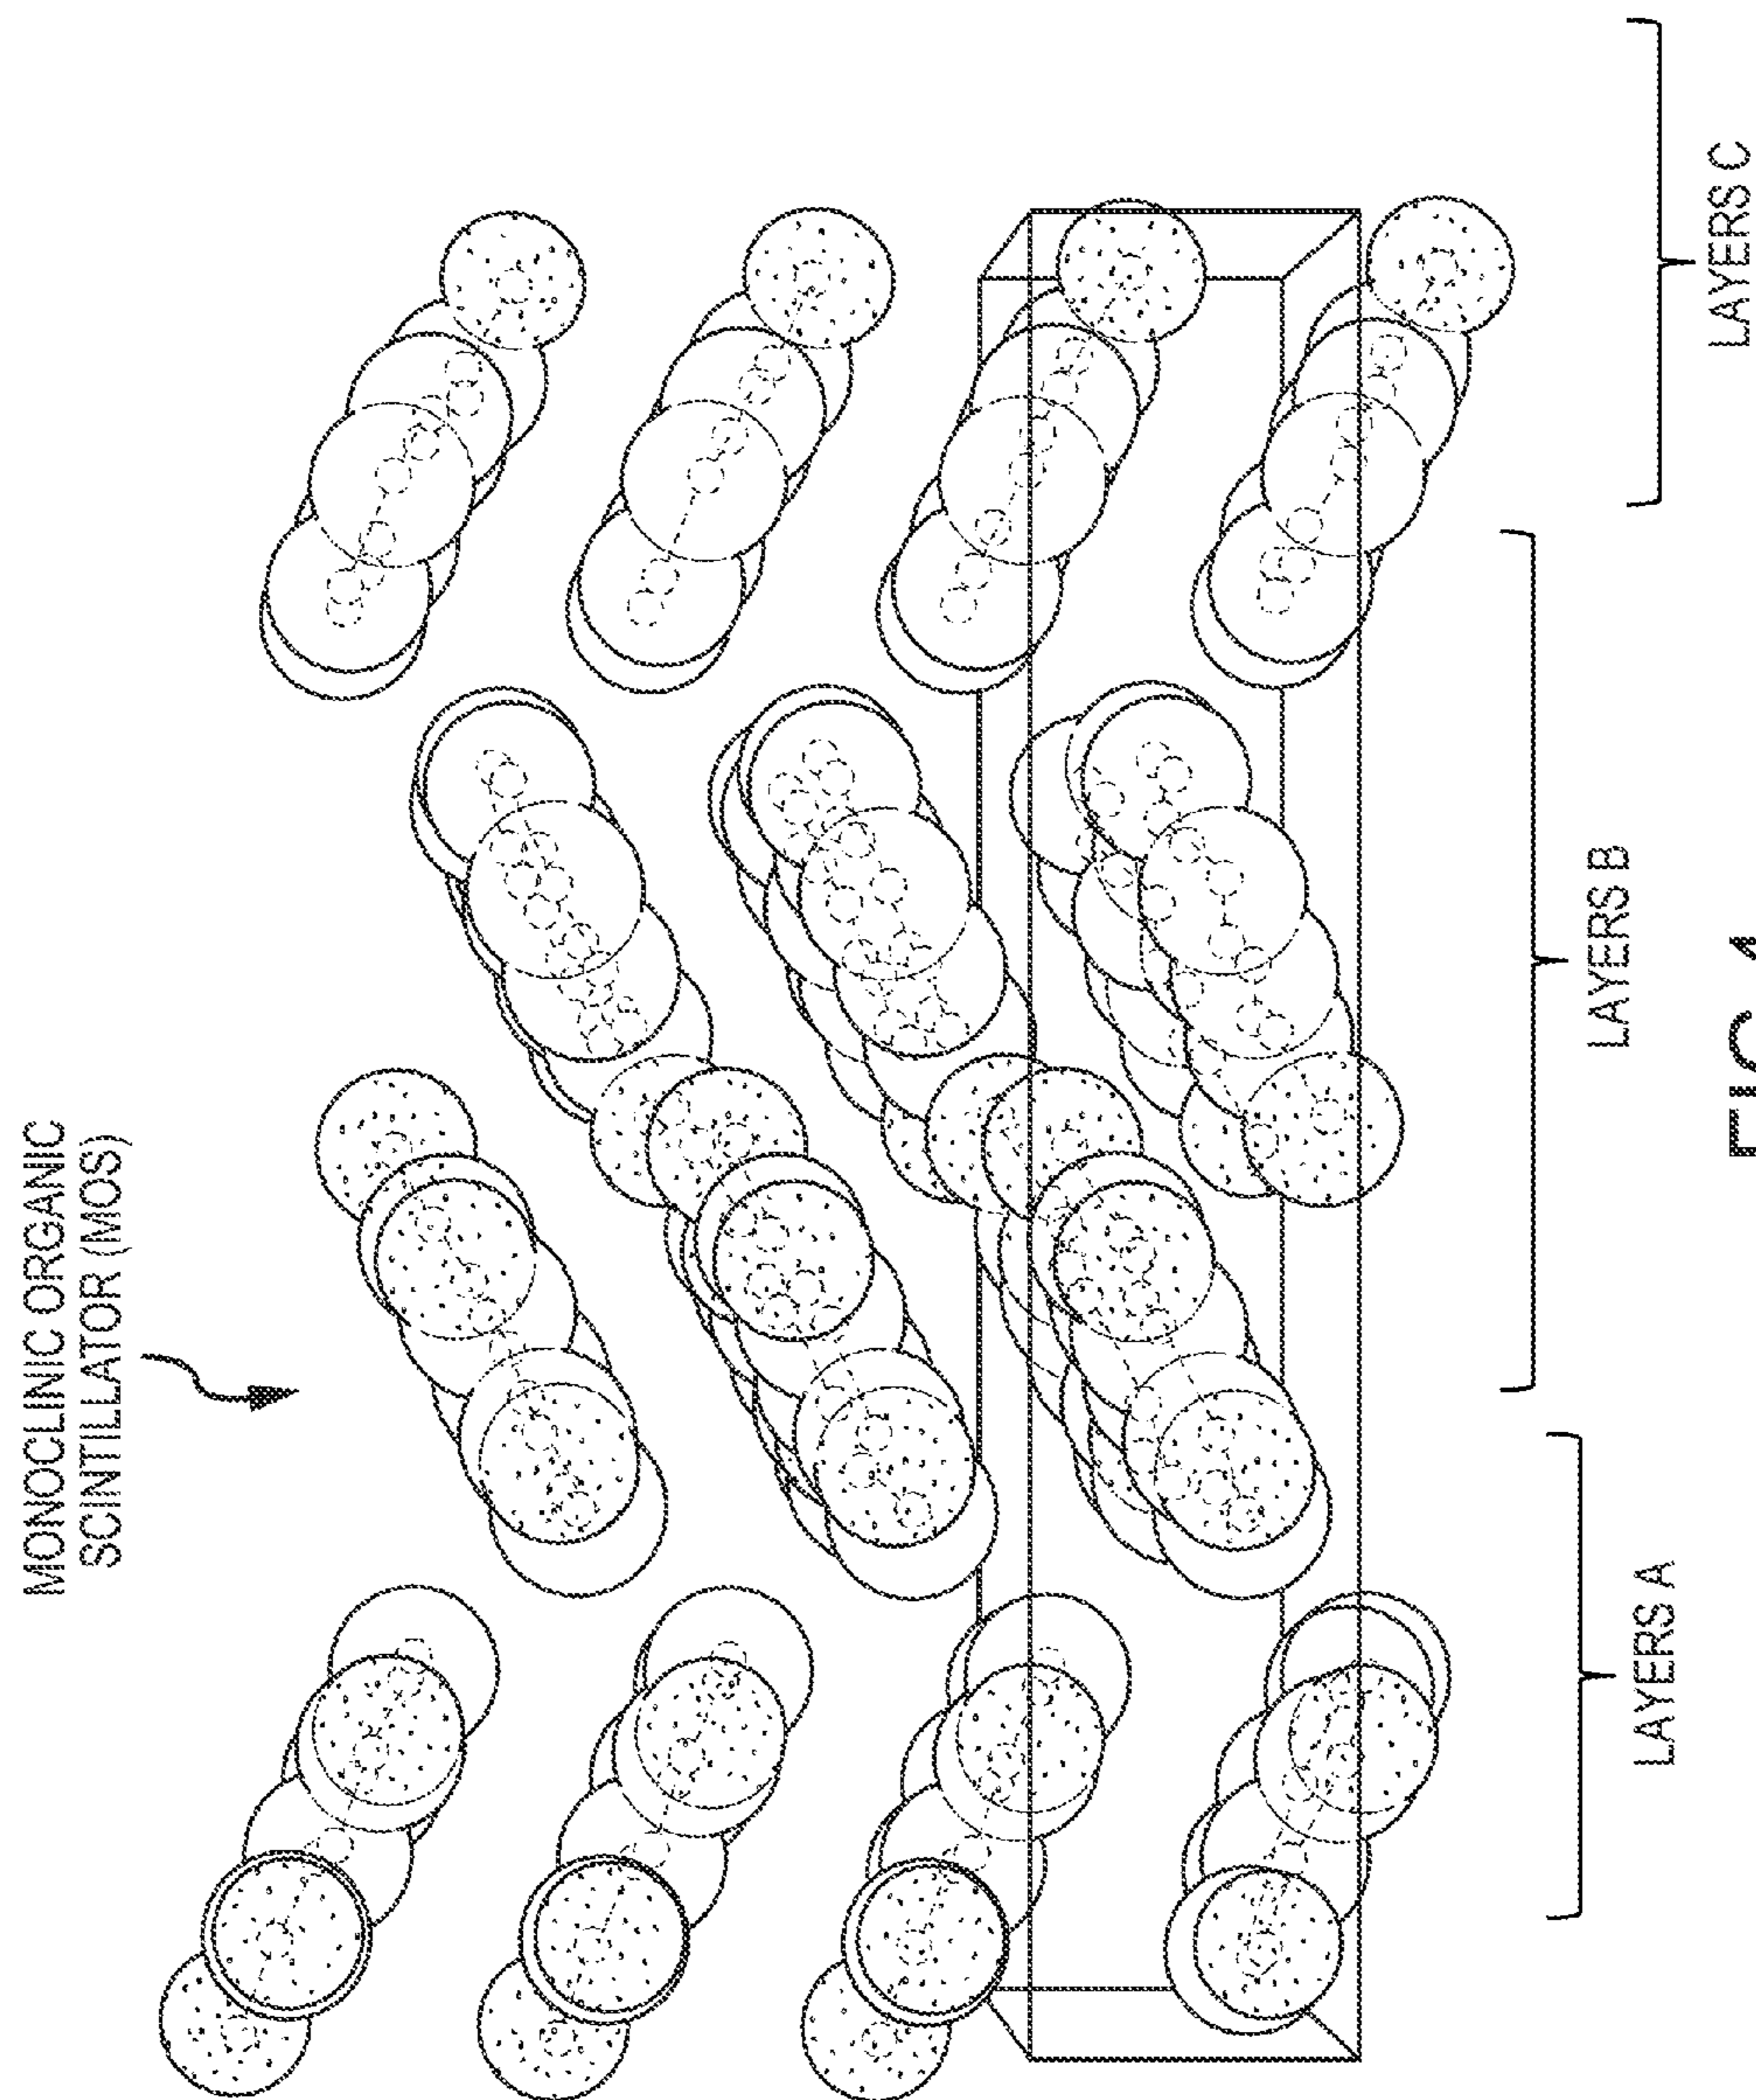 MONOCLINIC ORGANIC
SCINTILLATOR (MOS)
LAYERS A
LAYERS B
LAYERS C